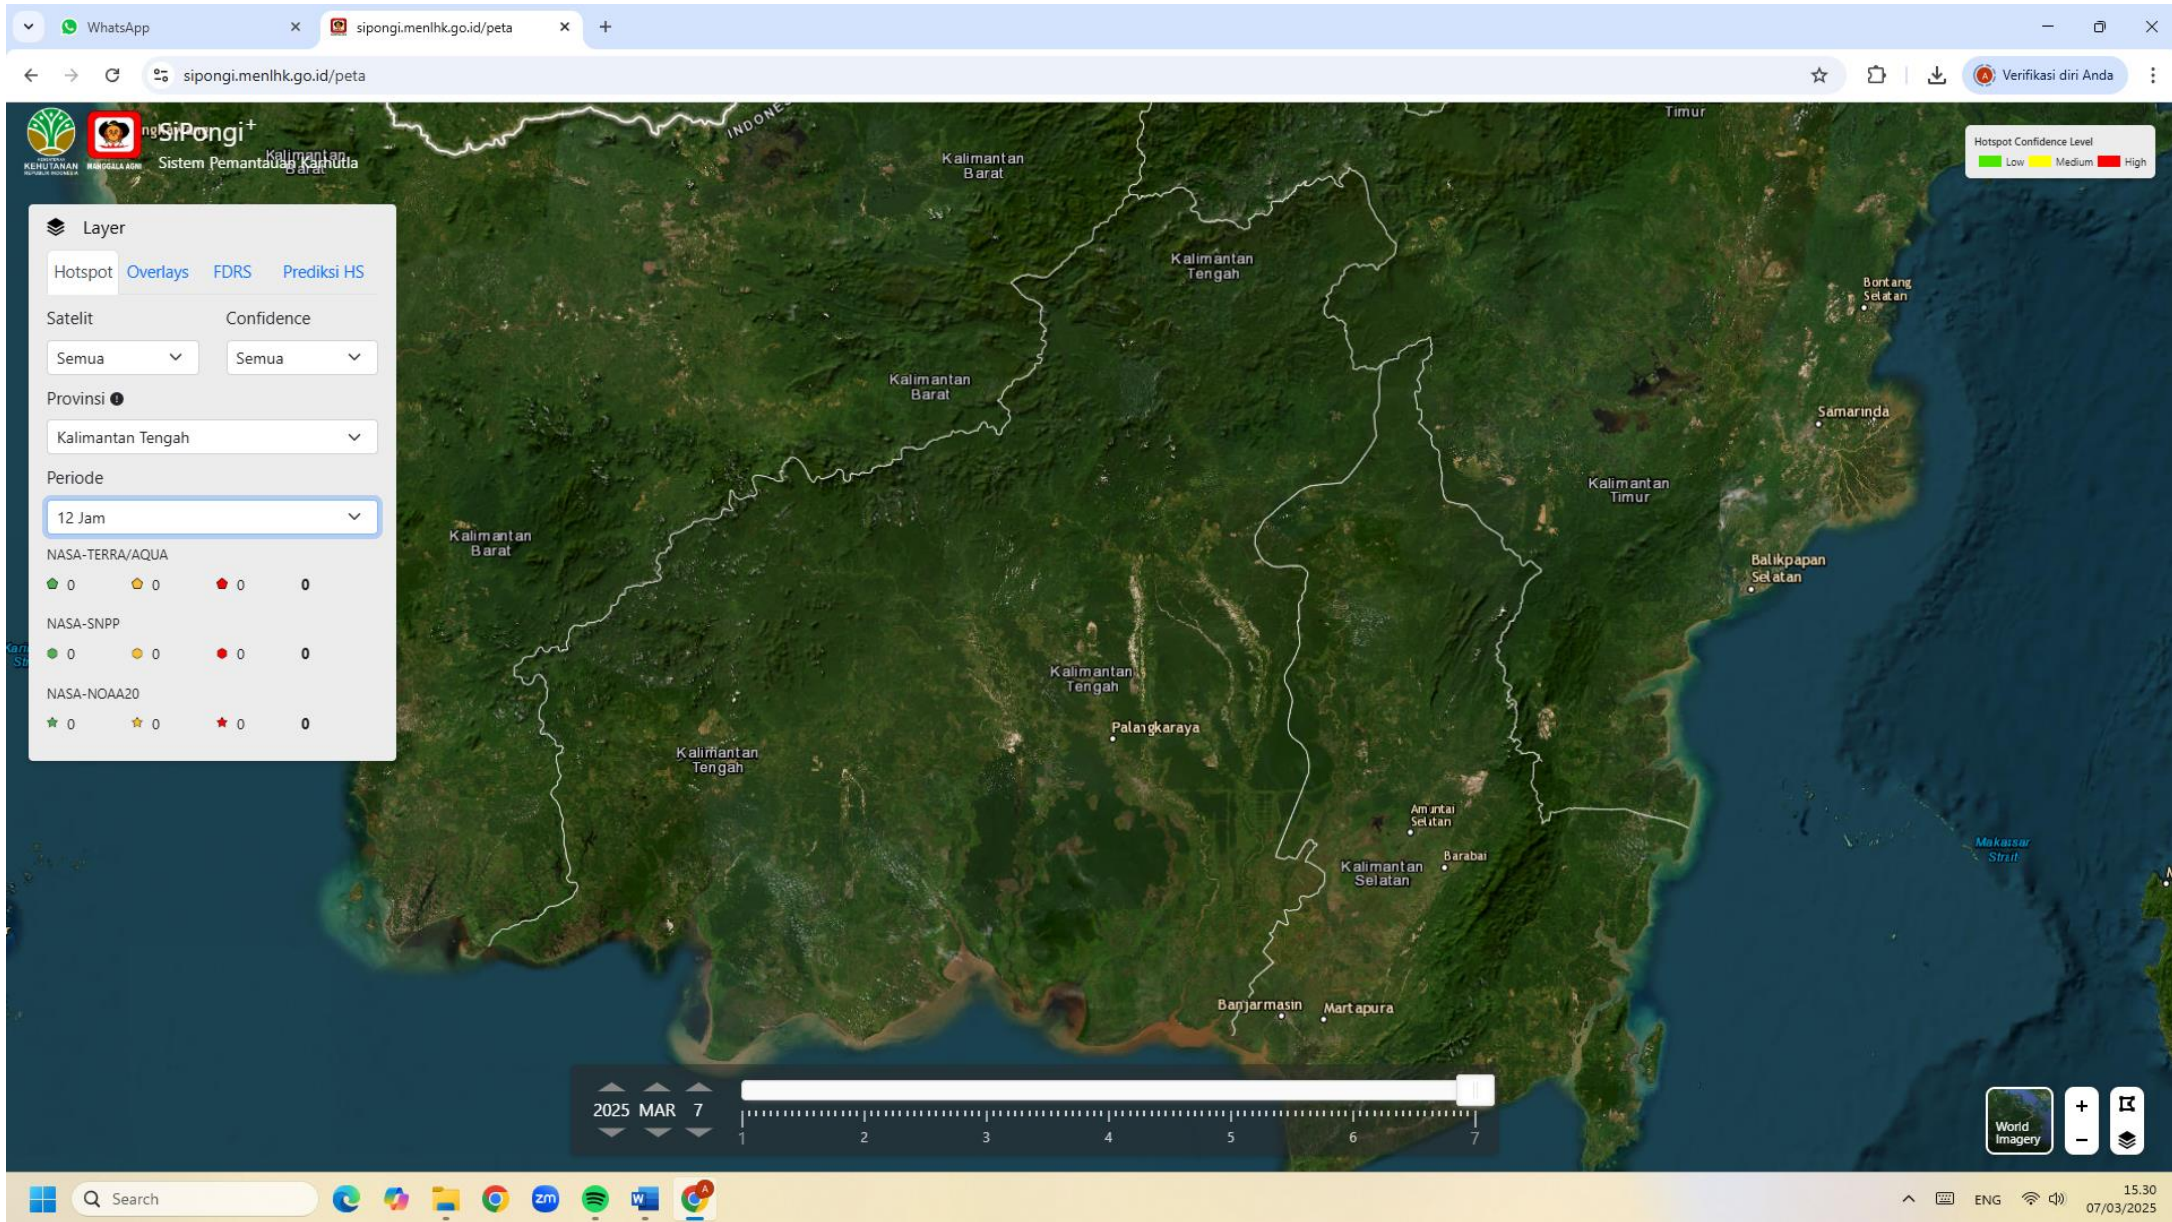 WhatsApp
sipongi.menlhk.go.id/peta
sipongi.menlhk.go.id/peta
Verifikasi diri Anda
KEHUTANAN
MANGGALA AGNI
SiPongi+
Sistem Pemantauan Karhutla
Kalimantan
Barat
Kalimantan
Barat
Timur
Hotspot Confidence Level
Low Medium High
Layer
Hotspot Overlays FDRS Prediksi HS
Satelit Confidence
Semua Semua
Provinsi
Kalimantan Tengah
Periode
12 Jam
NASA-TERRA/AQUA
0 0 0 0
NASA-SNPP
0 0 0 0
NASA-NOAA20
0 0 0 0
Kalimantan
Tengah
Bontang
Selatan
Kalimantan
Barat
Samarinda
Kalimantan
Timur
Kalimantan
Barat
Balikpapan
Selatan
Kalimantan
Tengah
Palangkaraya
Kalimantan
Tengah
Amuntai
Selatan
Barabai
Kalimantan
Selatan
Makassar
Strait
Banjarmasin
Martapura
2025 MAR 7
1 2 3 4 5 6 7
World
Imagery
Search
ENG
15.30
07/03/2025